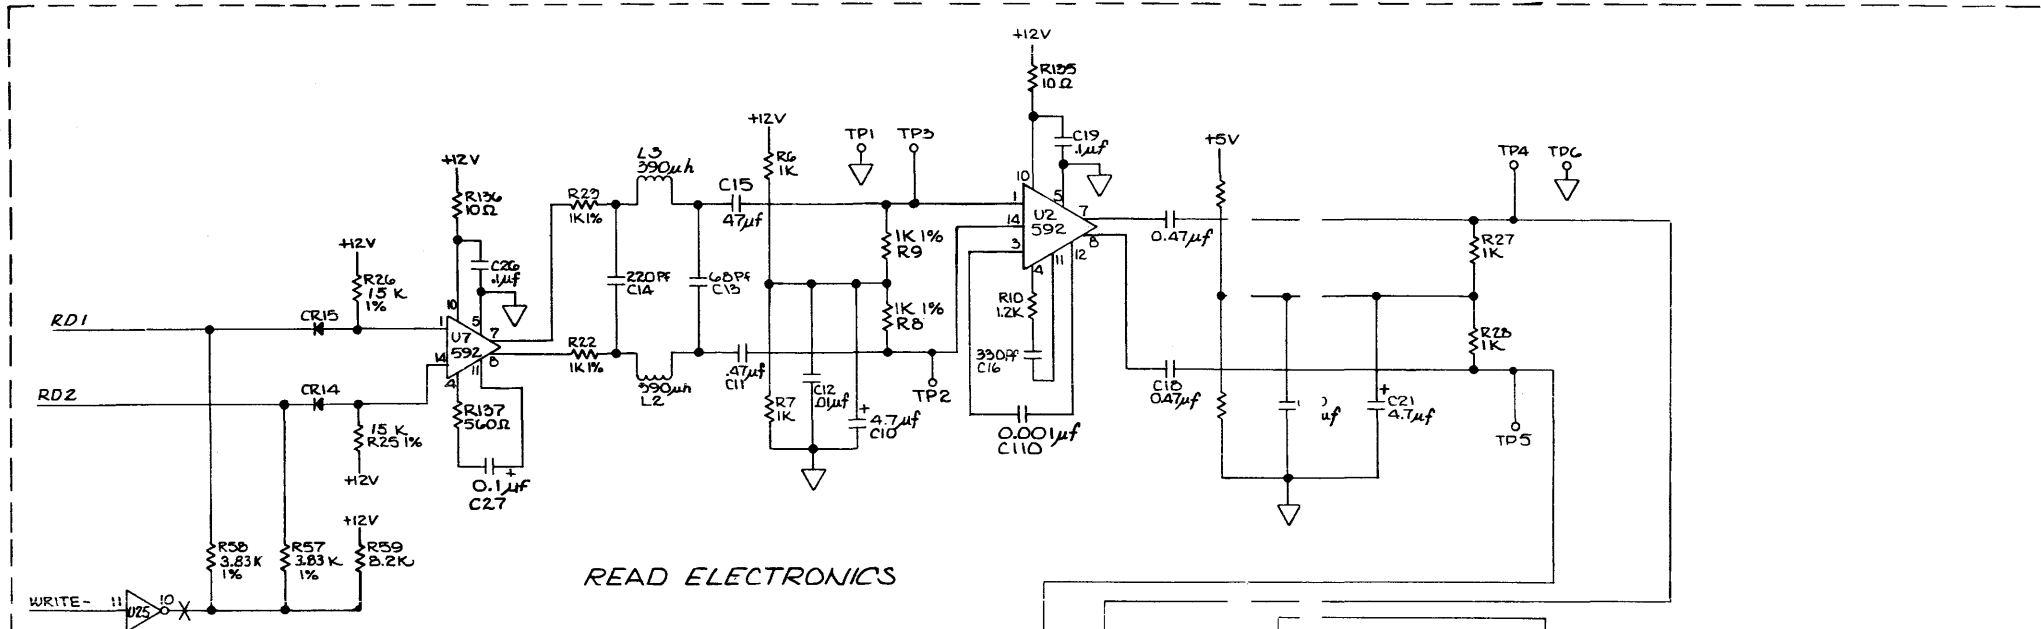 +12V
R135
10Ω
C19
.1µf
10
5
1
14
3
U2
592
7
8
12
4
11
R10
1.2K
330Pf
C16
0.001µf
C110
+12V
R6
1K
TP1
TP3
L3
390µh
C15
47µf
R23
1K1%
+12V
R136
10Ω
C26
.1µf
+12V
R26
15 K
1%
10
5
1
14
U7
592
7
8
4
11
R137
560Ω
0.1µf
+
C27
RD1
CR15
RD2
CR14
15 K
R25 1%
+12V
R22
1K1%
220Pf
C14
68Pf
C13
390µh
L2
.47µf
C11
1K 1%
R9
1K 1%
R8
R7
1K
C12
.01µf
+
4.7µf
C10
TP2
+5V
0.47µf
C18
0.47µf
TP4
TP6
R27
1K
R28
1K
uf
+
C21
4.7µf
TP5
+12V
R58
3.83K
1%
R57
3.83K
1%
R59
8.2K
WRITE-
11
U25
10
READ ELECTRONICS